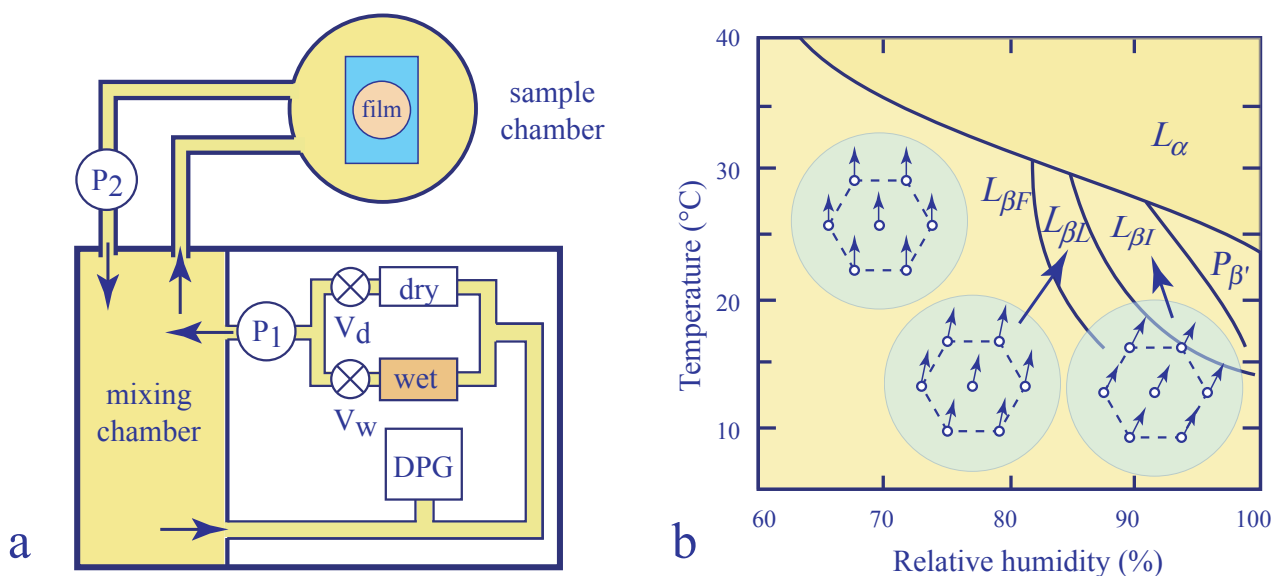 film
sample
chamber
P2
dry
Vd
P1
wet
Vw
mixing
chamber
DPG
a
40
30
20
10
Temperature (°C)
Lα
LβF
LβL
LβI
Pβ'
60
70
80
90
100
Relative humidity (%)
b